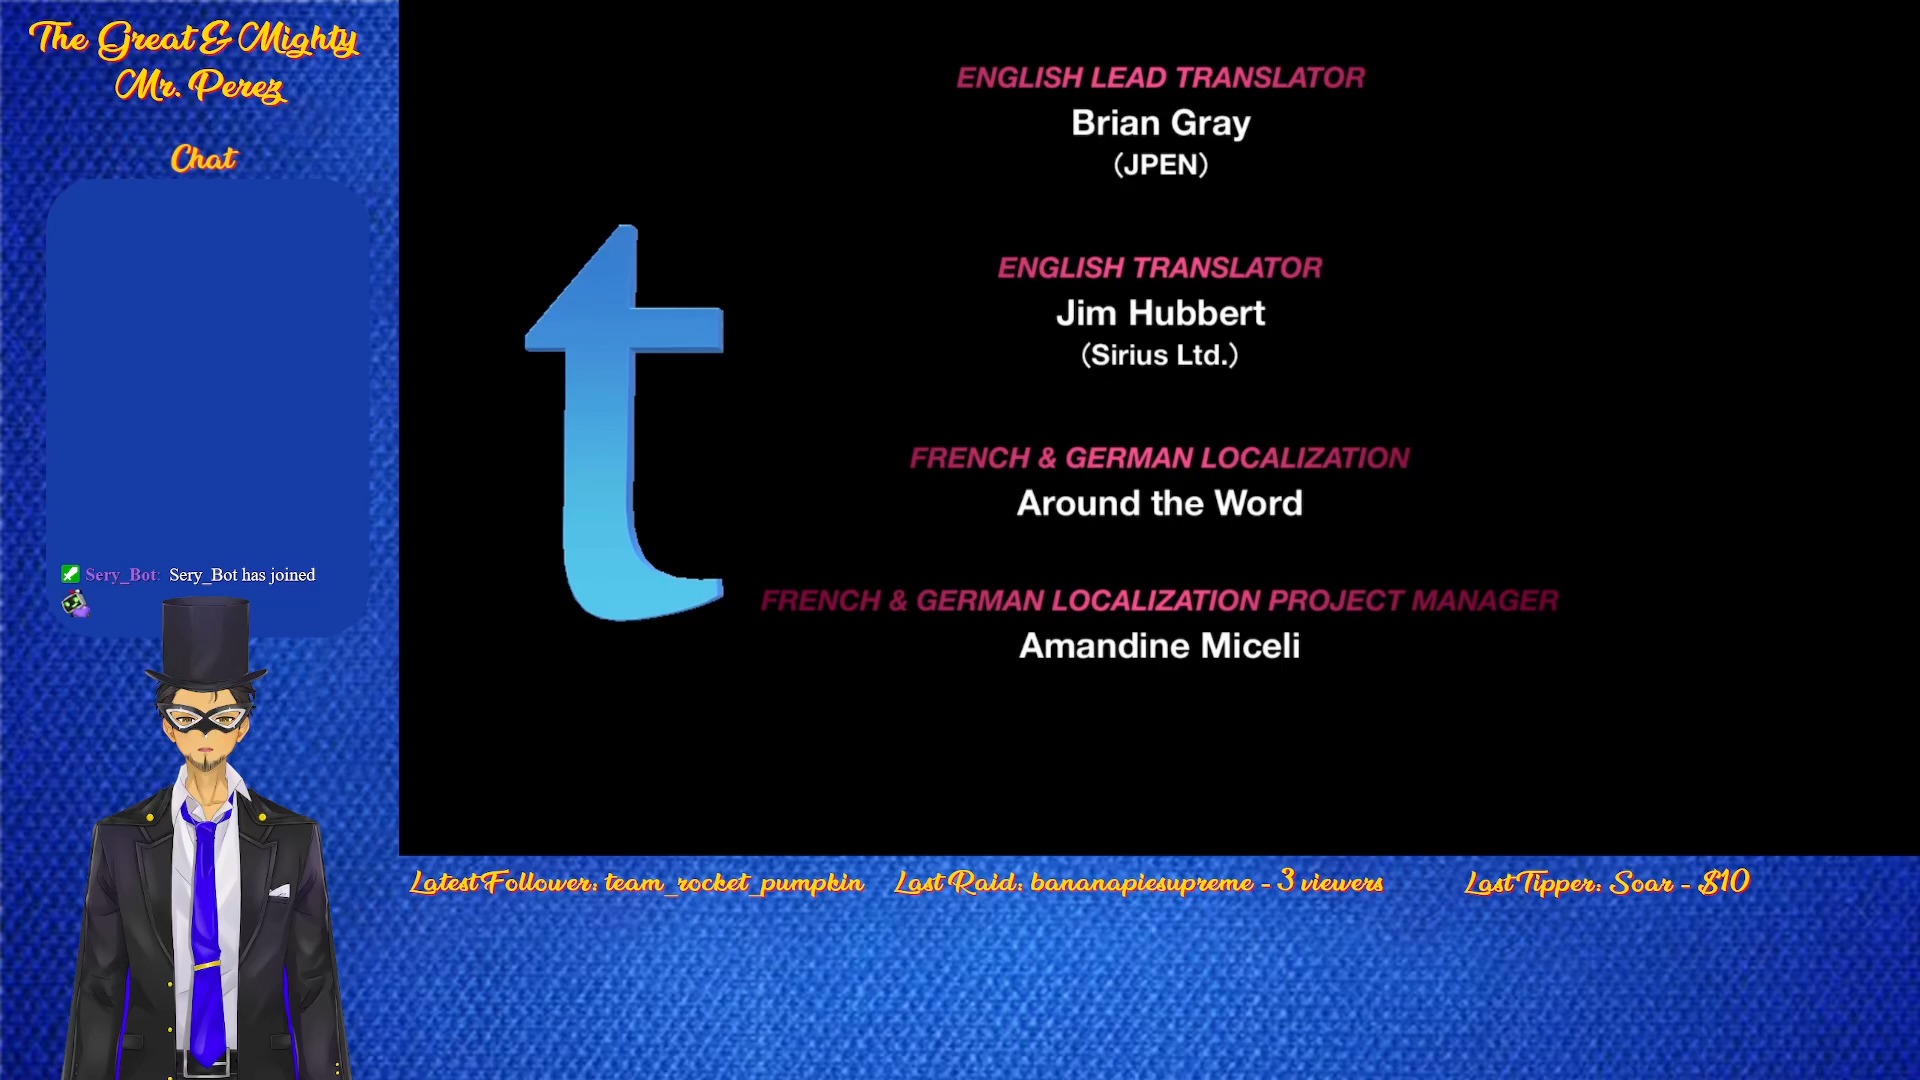 The Great & Mighty
Mr. Perez
Chat
Sery_Bot: Sery_Bot has joined
t
ENGLISH LEAD TRANSLATOR
Brian Gray
(JPEN)
ENGLISH TRANSLATOR
Jim Hubbert
(Sirius Ltd.)
FRENCH & GERMAN LOCALIZATION
Around the Word
FRENCH & GERMAN LOCALIZATION PROJECT MANAGER
Amandine Miceli
Latest Follower: team_rocket_pumpkin
Last Raid: bananapiesupreme - 3 viewers
Last Tipper: Soar - $10